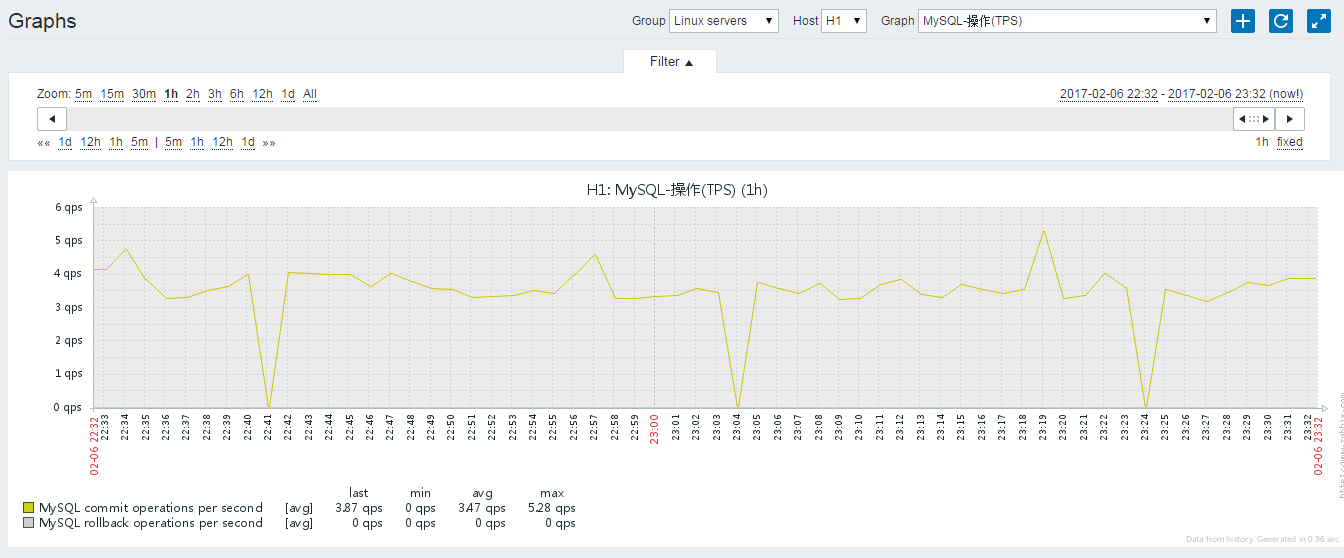 Graphs Group Linux servers Host H1 Graph MySQL-操作(TPS)
Filter
Zoom: 5m 15m 30m 1h 2h 3h 6h 12h 1d All 2017-02-06 22:32 - 2017-02-06 23:32 (now!)
«« 1d 12h 1h 5m | 5m 1h 12h 1d »» 1h fixed
H1: MySQL-操作(TPS) (1h)
6 qps
5 qps
4 qps
3 qps
2 qps
1 qps
0 qps
02-06 22:32 22:33 22:34 22:35 22:36 22:37 22:38 22:39 22:40 22:41 22:42 22:43 22:44 22:45 22:46 22:47 22:48 22:49 22:50 22:51 22:52 22:53 22:54 22:55 22:56 22:57 22:58 22:59 23:00 23:01 23:02 23:03 23:04 23:05 23:06 23:07 23:08 23:09 23:10 23:11 23:12 23:13 23:14 23:15 23:16 23:17 23:18 23:19 23:20 23:21 23:22 23:23 23:24 23:25 23:26 23:27 23:28 23:29 23:30 23:31 23:32 02-06 23:32
last min avg max
MySQL commit operations per second [avg] 3.87 qps 0 qps 3.47 qps 5.28 qps
MySQL rollback operations per second [avg] 0 qps 0 qps 0 qps 0 qps
Data from history. Generated in 0.96 sec.